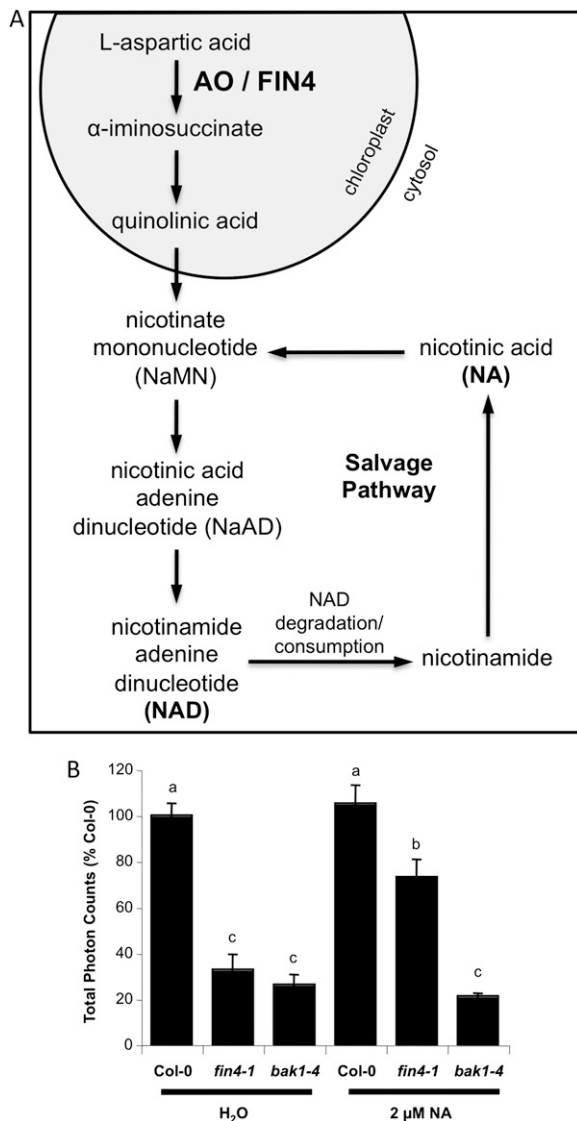 A
L-aspartic acid
AO / FIN4
α-iminosuccinate
quinolinic acid
chloroplast
cytosol
nicotinate
mononucleotide
(NaMN)
nicotinic acid
(NA)
nicotinic acid
adenine
dinucleotide (NaAD)
Salvage
Pathway
nicotinamide
adenine
dinucleotide
(NAD)
NAD
degradation/
consumption
nicotinamide
B
Total Photon Counts (% Col-0)
120
100
80
60
40
20
0
a
c
c
a
b
c
Col-0 fin4-1 bak1-4 Col-0 fin4-1 bak1-4
H₂O 2 µM NA